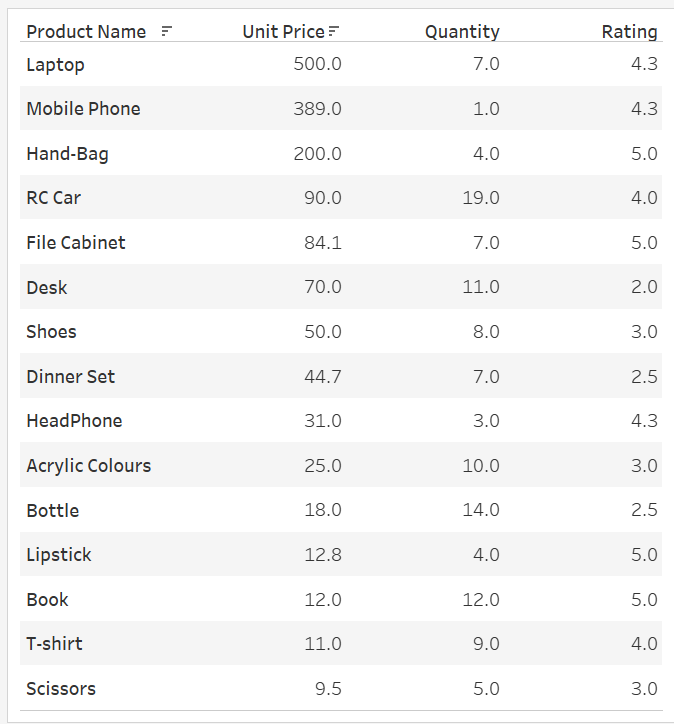 Product Name Unit Price Quantity Rating
Laptop 500.0 7.0 4.3
Mobile Phone 389.0 1.0 4.3
Hand-Bag 200.0 4.0 5.0
RC Car 90.0 19.0 4.0
File Cabinet 84.1 7.0 5.0
Desk 70.0 11.0 2.0
Shoes 50.0 8.0 3.0
Dinner Set 44.7 7.0 2.5
HeadPhone 31.0 3.0 4.3
Acrylic Colours 25.0 10.0 3.0
Bottle 18.0 14.0 2.5
Lipstick 12.8 4.0 5.0
Book 12.0 12.0 5.0
T-shirt 11.0 9.0 4.0
Scissors 9.5 5.0 3.0